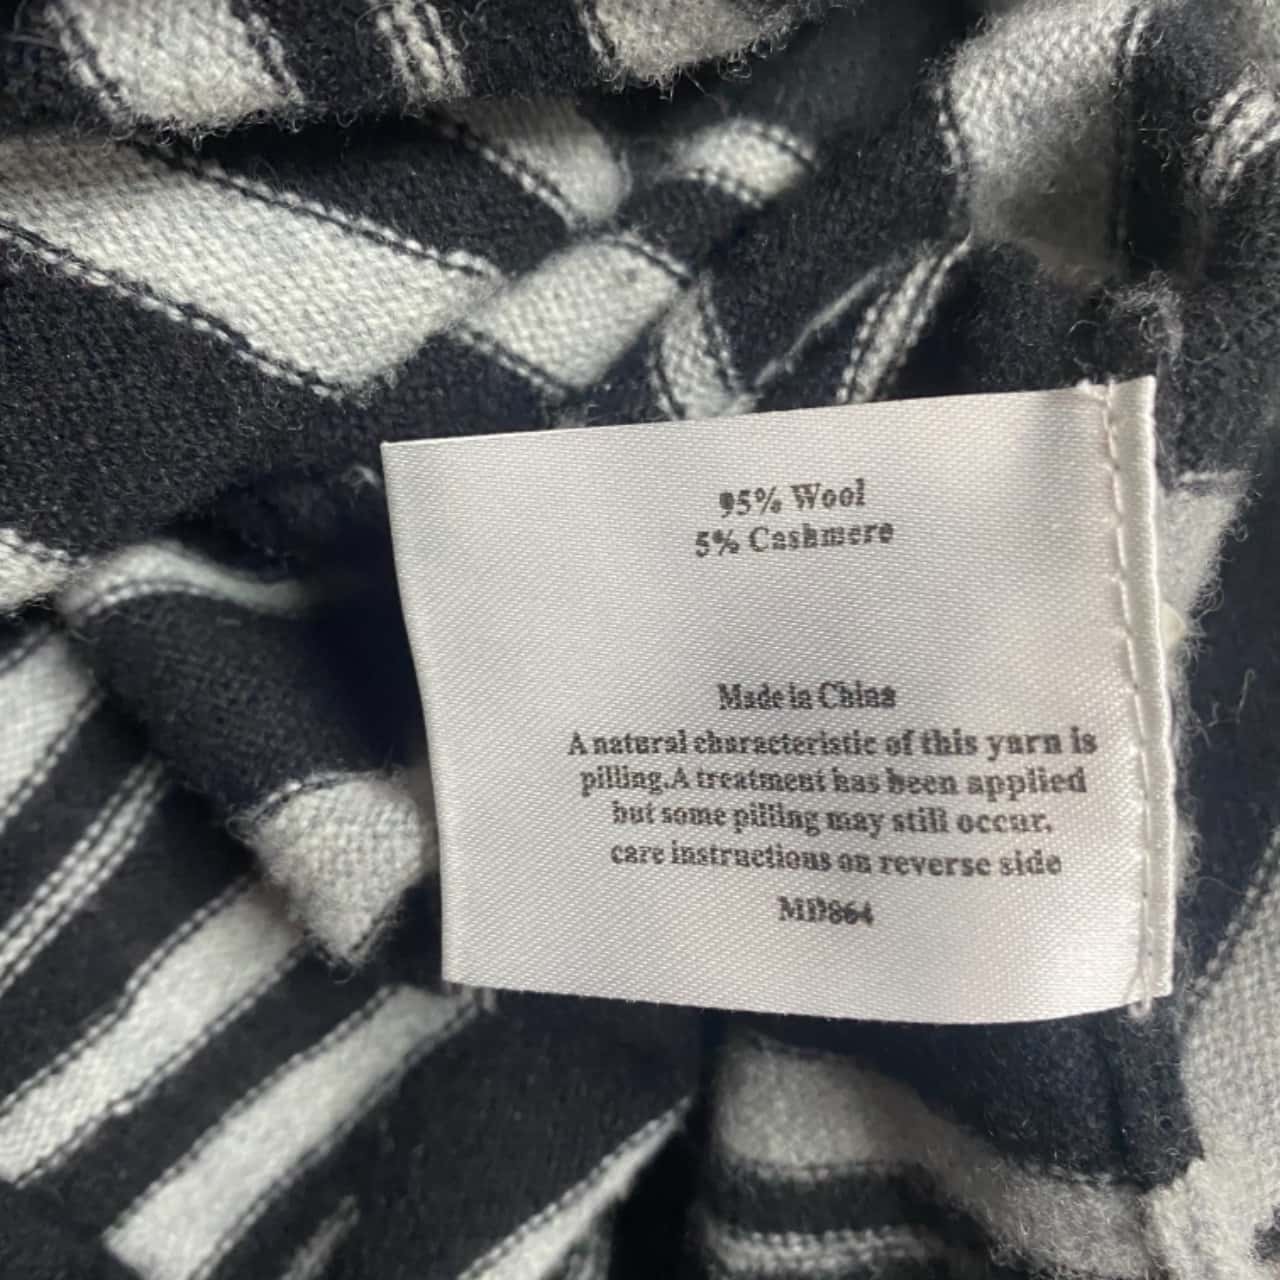 95% Wool
5% Cashmere
Made in China
A natural characteristic of this yarn is
pilling.A treatment has been applied
but some pilling may still occur.
care instructions on reverse side
MD864